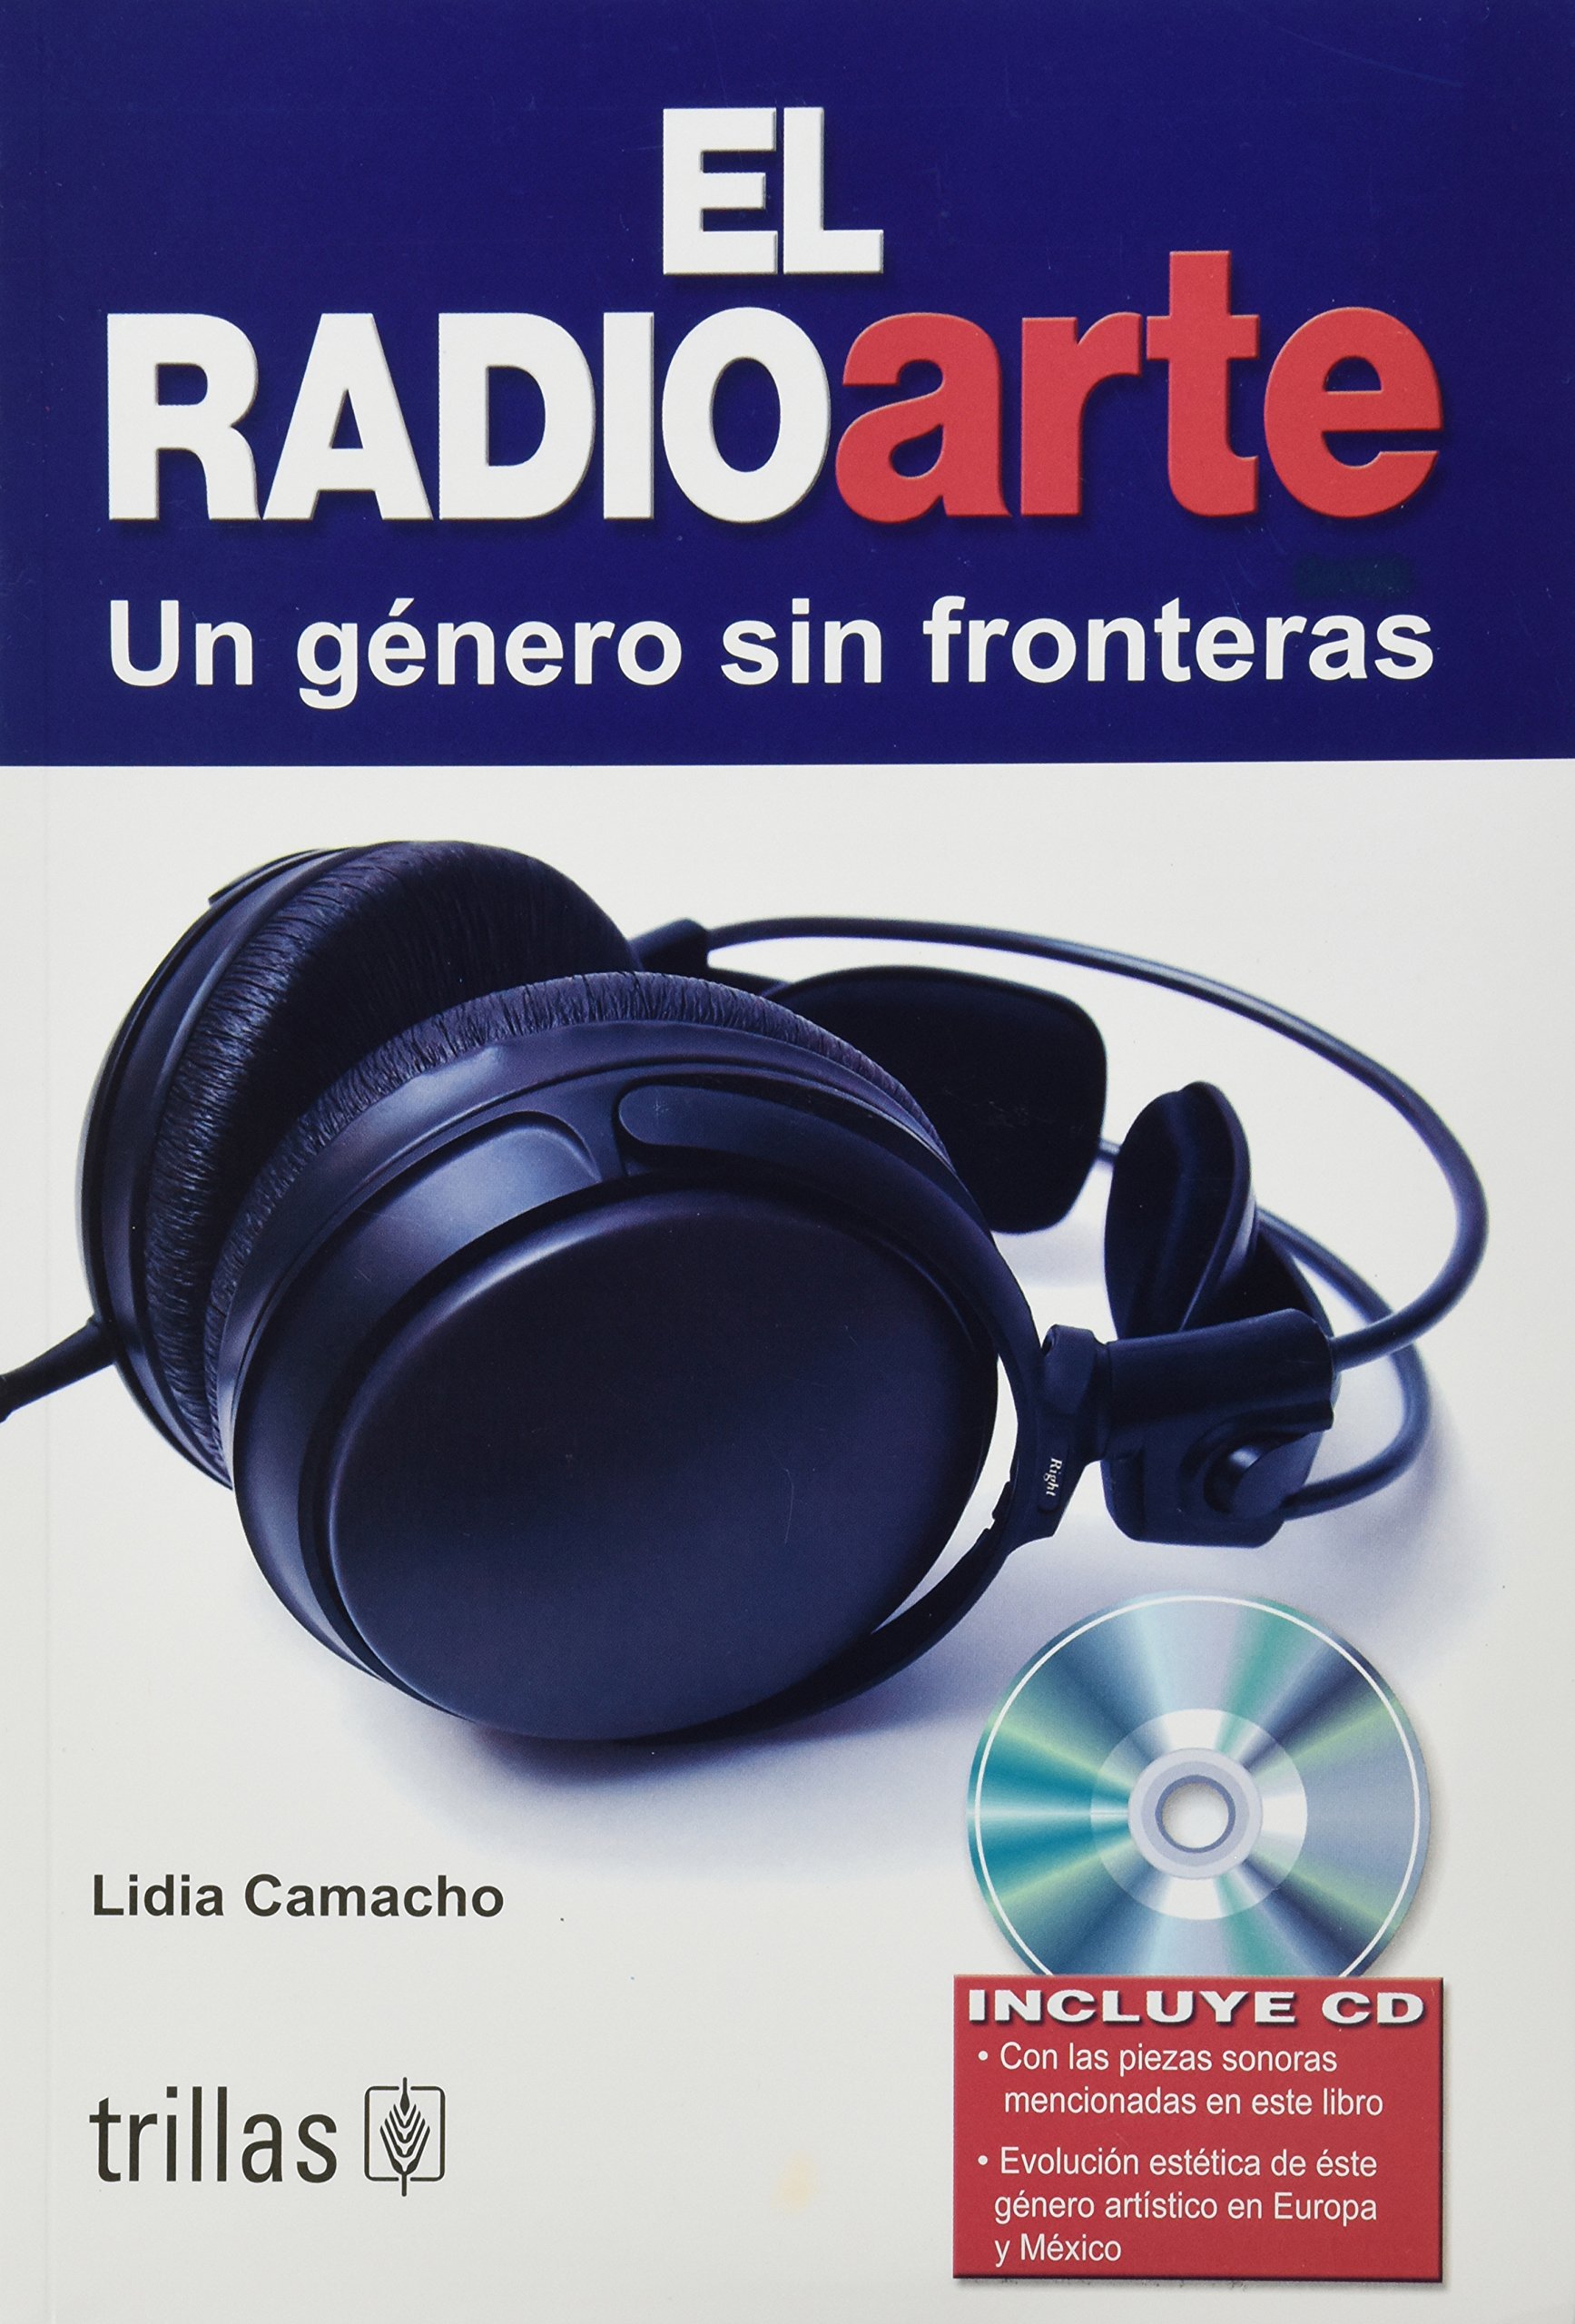 EL
RADIOarte
Un género sin fronteras
Right
Lidia Camacho
trillas
INCLUYE CD
• Con las piezas sonoras
mencionadas en este libro
• Evolución estética de éste
género artístico en Europa
y México